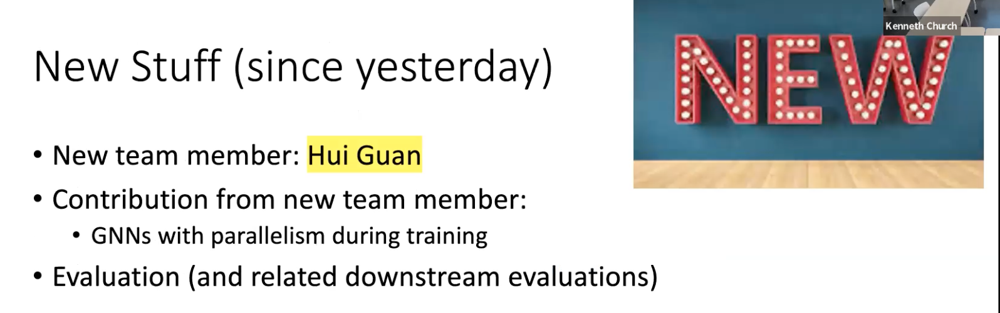 Kenneth Church
NEW
New Stuff (since yesterday)
• New team member: Hui Guan
• Contribution from new team member:
• GNNs with parallelism during training
• Evaluation (and related downstream evaluations)